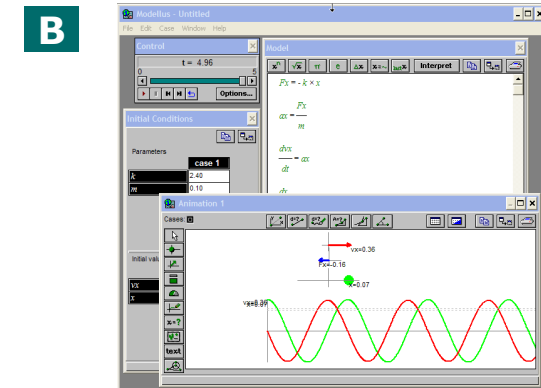 B
Modellus - Untitled
File Edit Case Window Help
Control
t = 4.96
0 5
Options...
Model
Interpret
Fx = - k × x
ax = Fx
m
dvx
dt = ax
dx
Initial Conditions
Parameters
case 1
k 2.40
m 0.10
Initial valu
vx
x
Animation 1
Cases:
text
vx=0.36
Fx=-0.16
x=0.07